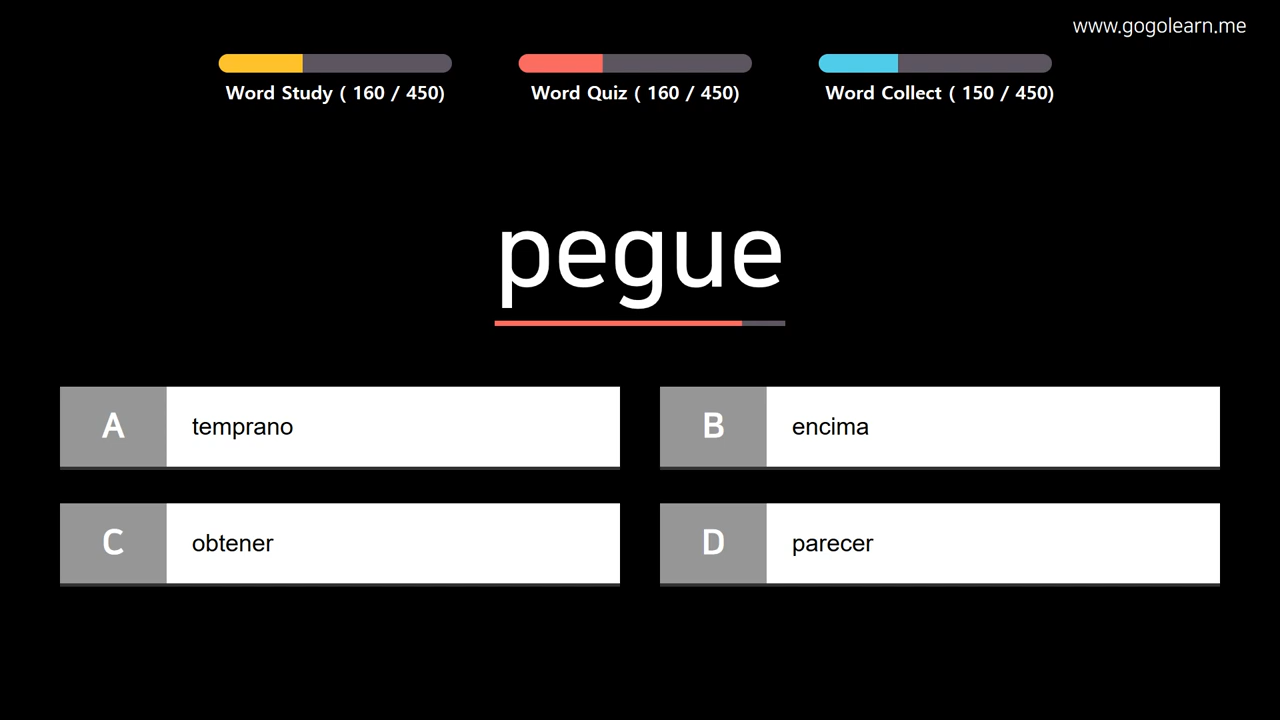 www.gogolearn.me
Word Study ( 160 / 450)
Word Quiz ( 160 / 450)
Word Collect ( 150 / 450)
pegue
A temprano
B encima
C obtener
D parecer